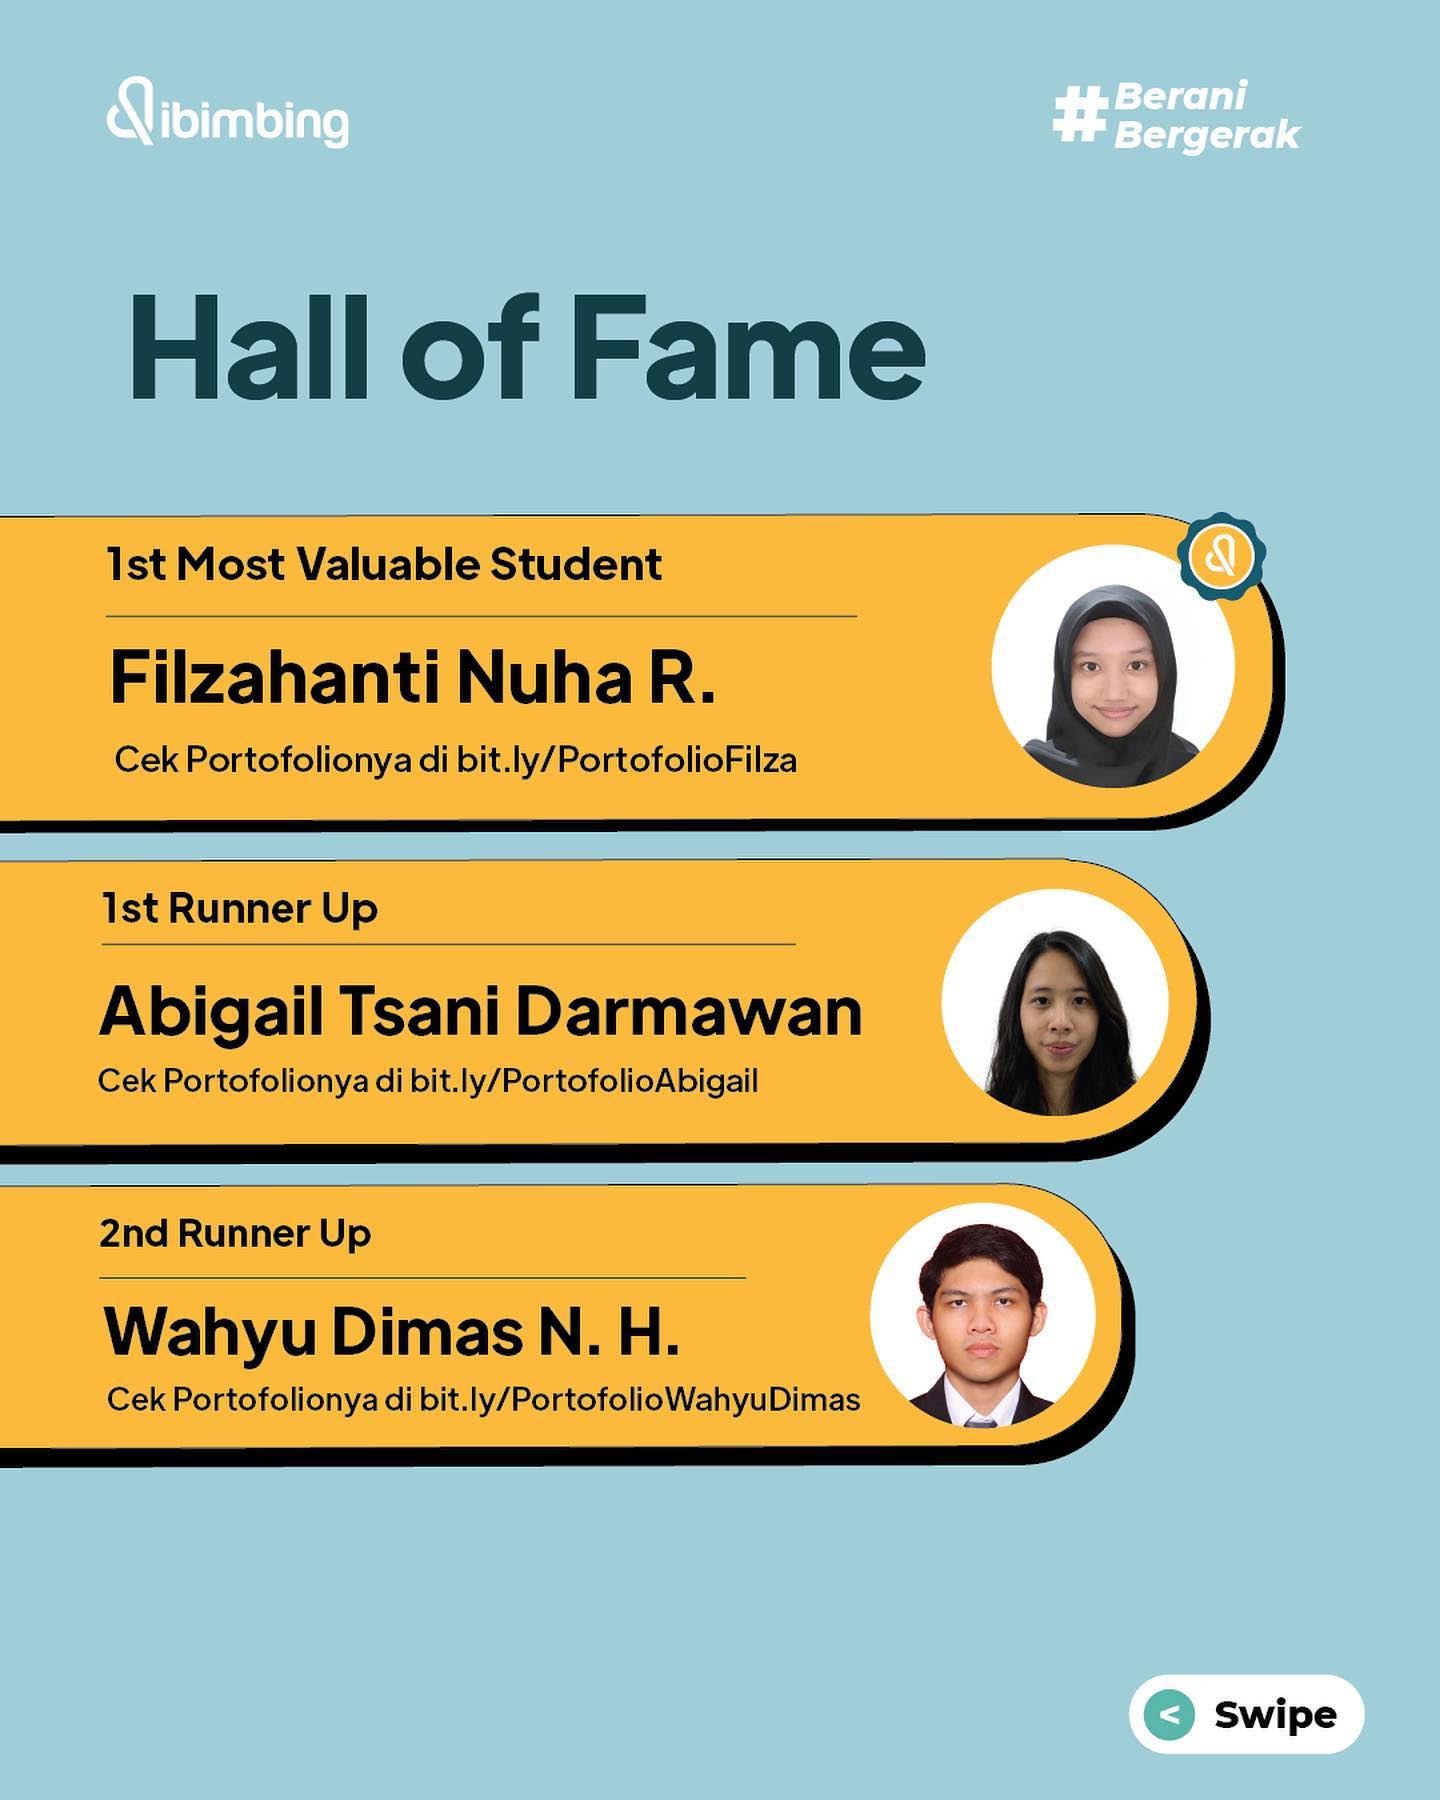 ibimbing
#Berani
Bergerak
Hall of Fame
1st Most Valuable Student
Filzahanti Nuha R.
Cek Portofolionya di bit.ly/PortofolioFilza
1st Runner Up
Abigail Tsani Darmawan
Cek Portofolionya di bit.ly/PortofolioAbigail
2nd Runner Up
Wahyu Dimas N. H.
Cek Portofolionya di bit.ly/PortofolioWahyuDimas
< Swipe